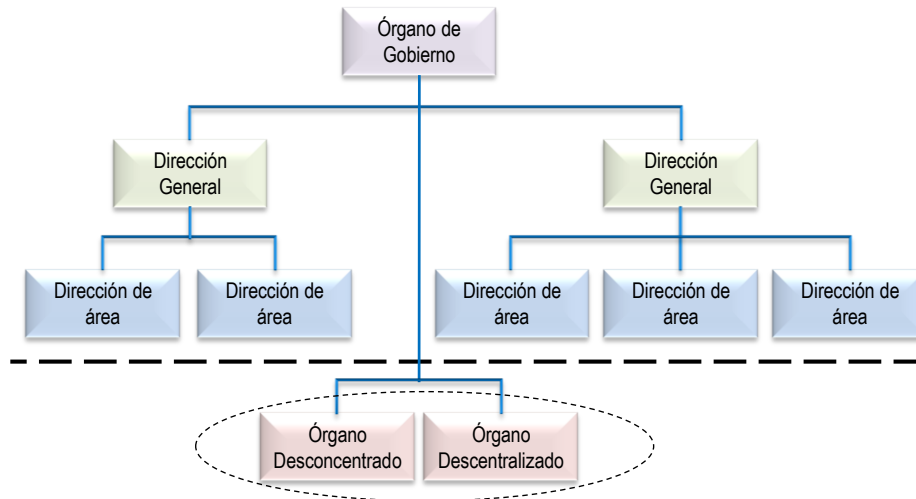 Órgano de
Gobierno
Dirección
General
Dirección
General
Dirección de
área
Dirección de
área
Dirección de
área
Dirección de
área
Dirección de
área
Órgano
Desconcentrado
Órgano
Descentralizado